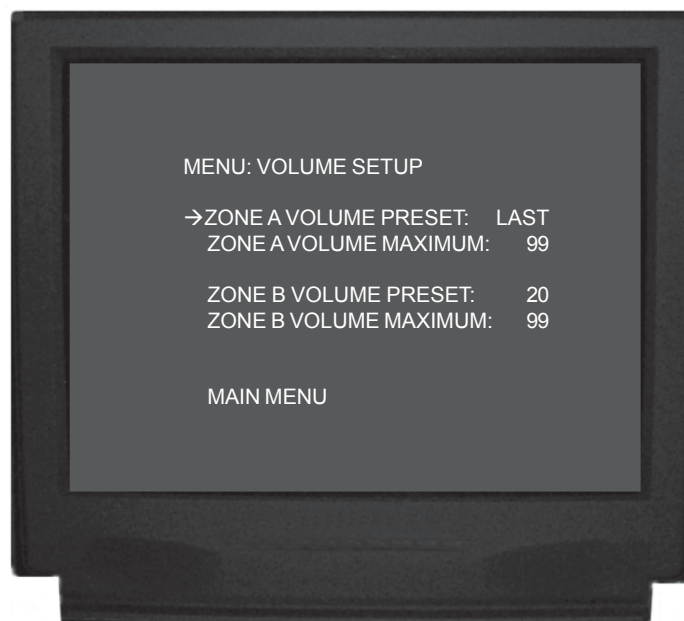 MENU: VOLUME SETUP
→ZONE A VOLUME PRESET: LAST
ZONE A VOLUME MAXIMUM: 99
ZONE B VOLUME PRESET: 20
ZONE B VOLUME MAXIMUM: 99
MAIN MENU